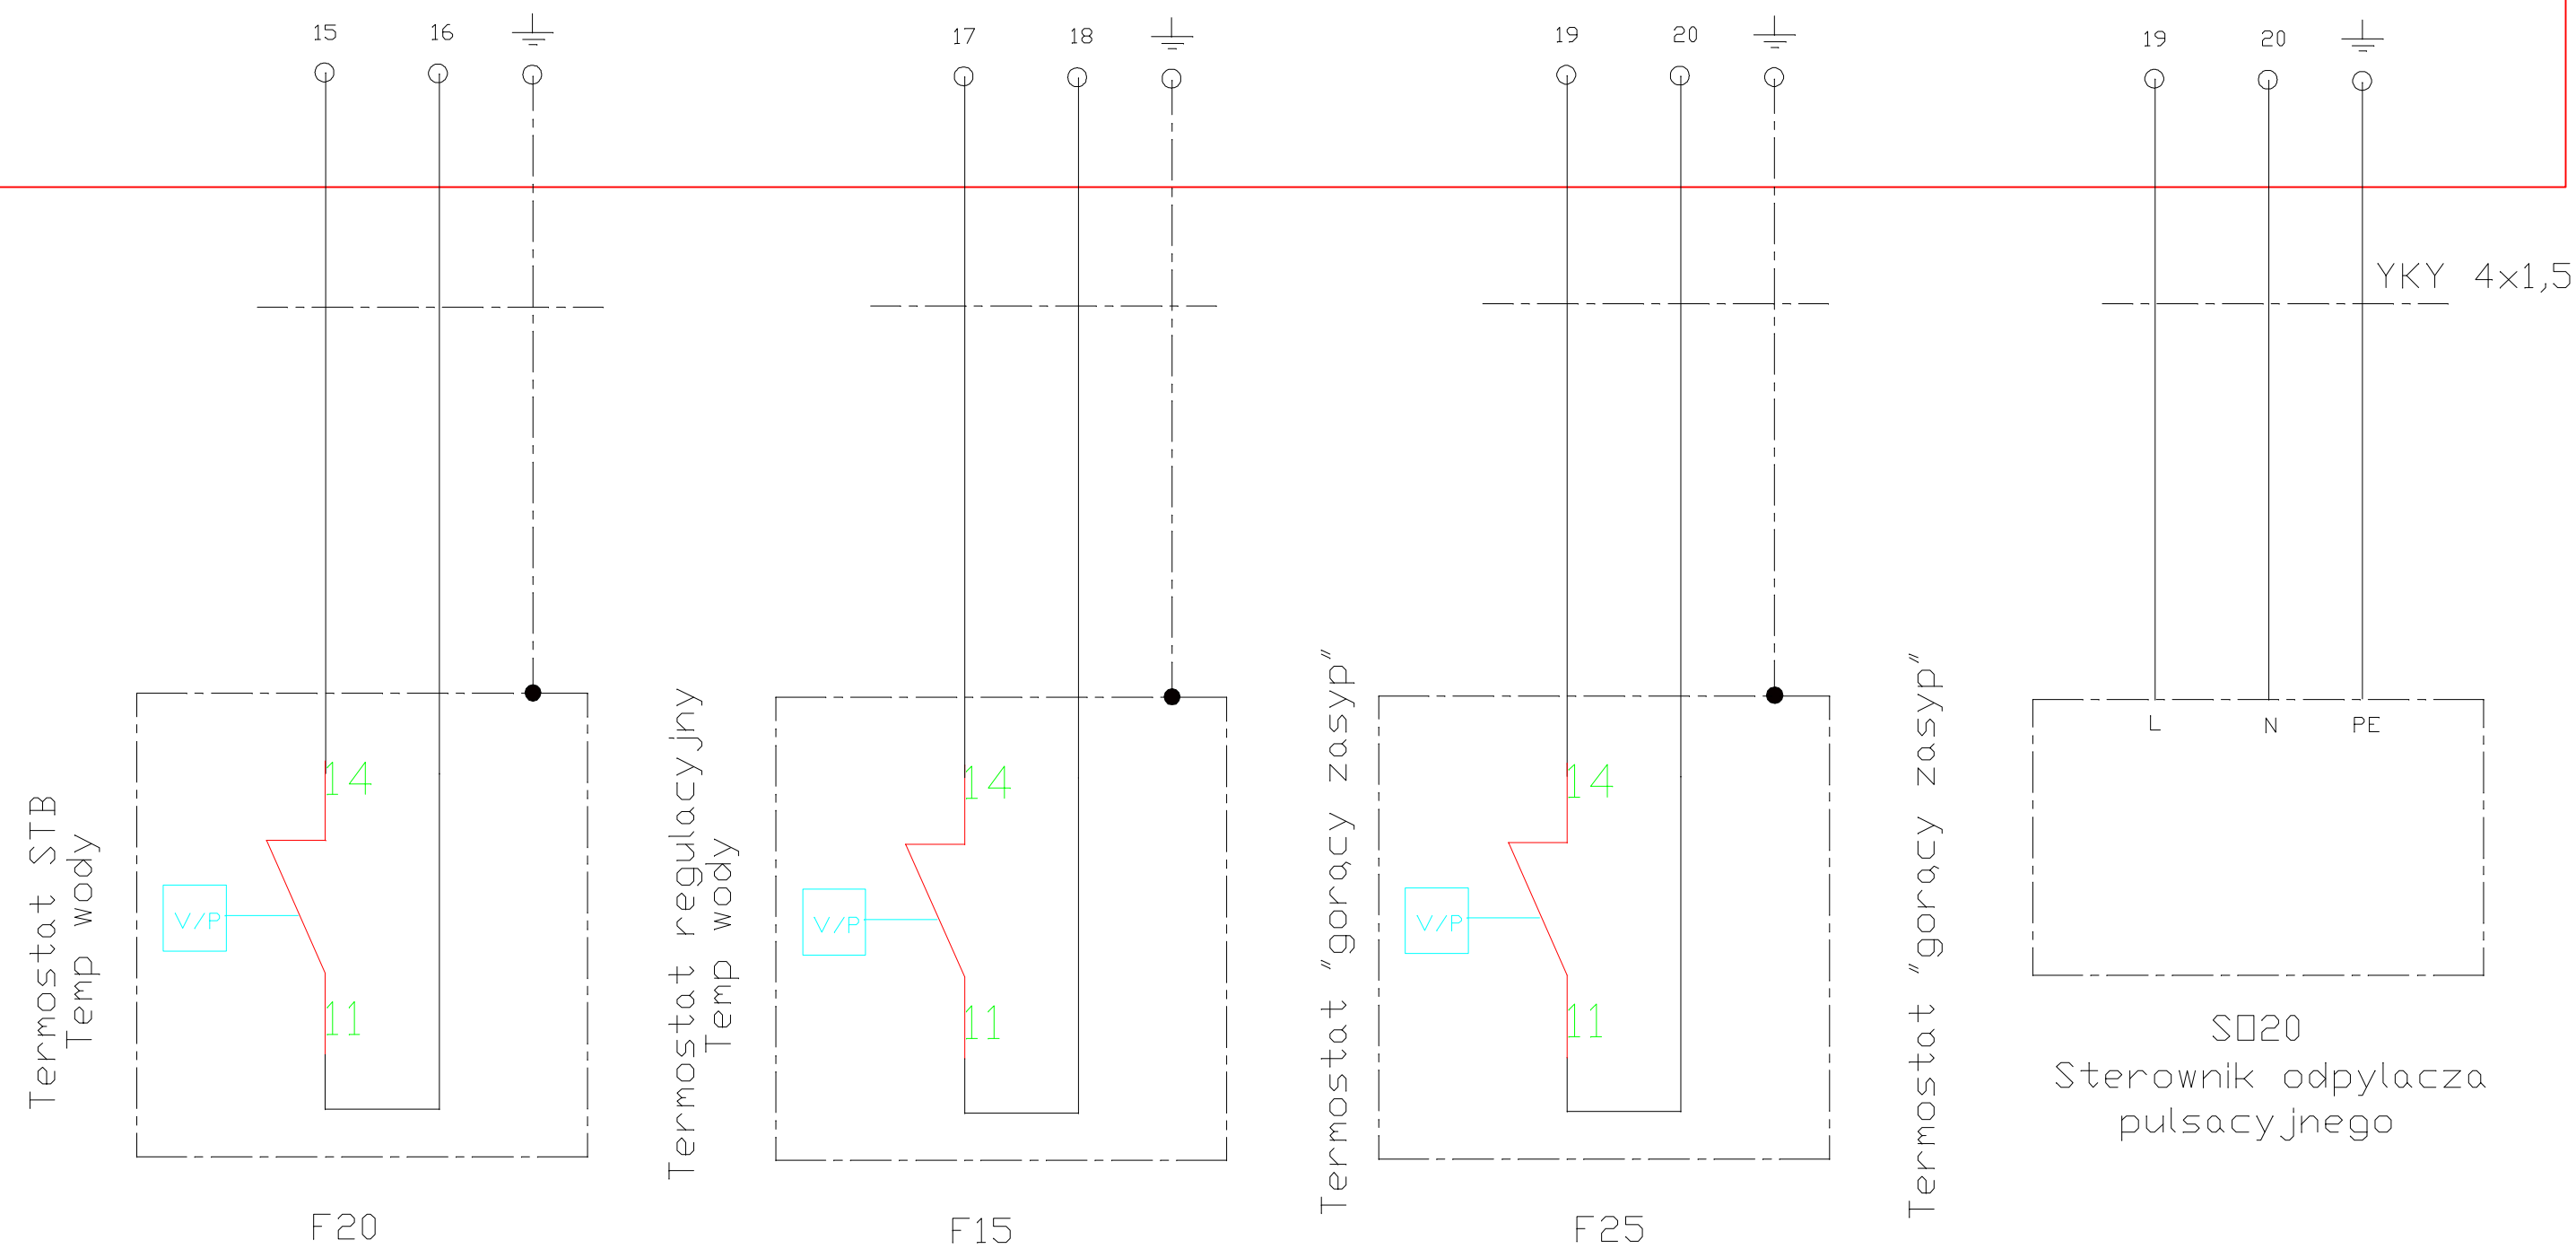 15 16
17 18
19 20
19 20
YKY 4x1,5
Termostat STB
Temp wody
14
V/P
11
F20
Termostat regulacyjny
Temp wody
14
V/P
11
F15
Termostat "gorący zasyp"
14
V/P
11
F25
Termostat "gorący zasyp"
L N PE
S□20
Sterownik odpylacza
pulsacyjnego